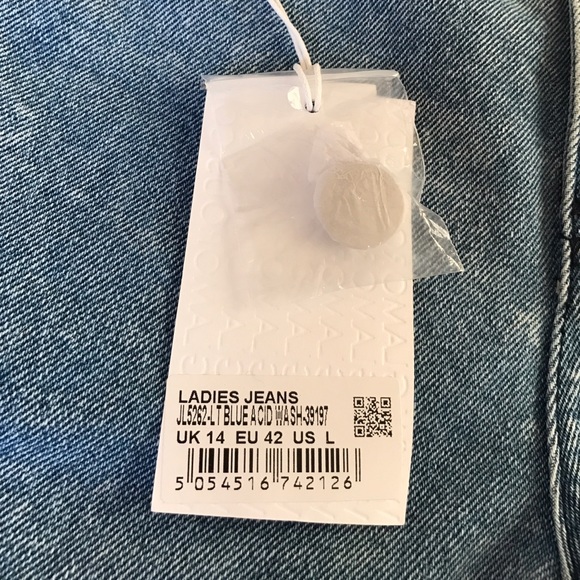 LADIES JEANS
JL5262-LT BLUE ACID WASH-39197
UK 14 EU 42 US L
5 054516 742126